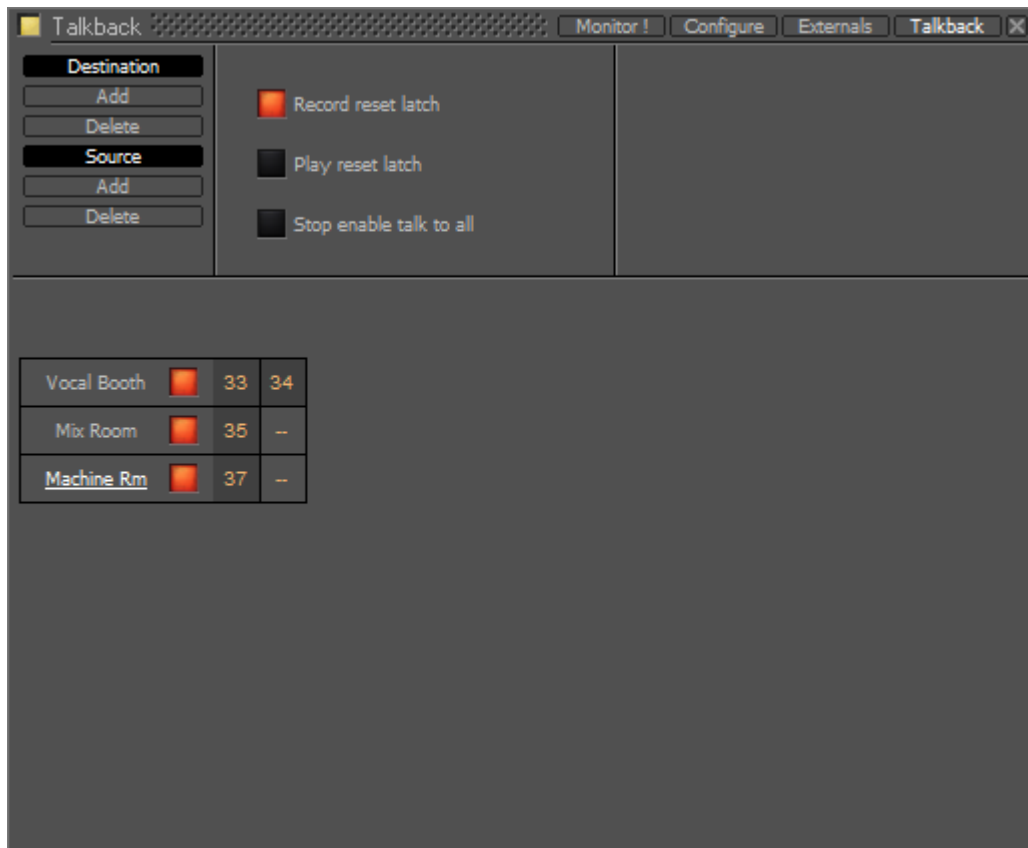 Talkback Monitor ! Configure Externals Talkback X
Destination
Add
Delete
Source
Add
Delete
Record reset latch
Play reset latch
Stop enable talk to all
Vocal Booth 33 34
Mix Room 35 --
Machine Rm 37 --